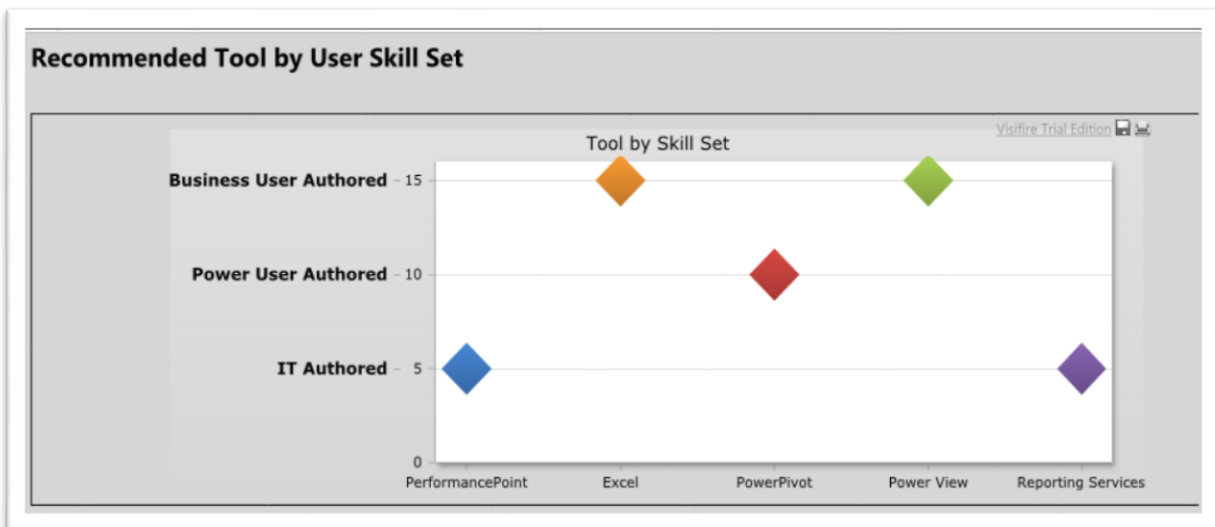 Recommended Tool by User Skill Set
Visifire Trial Edition
Tool by Skill Set
Business User Authored 15
Power User Authored 10
IT Authored 5
0
PerformancePoint Excel PowerPivot Power View Reporting Services